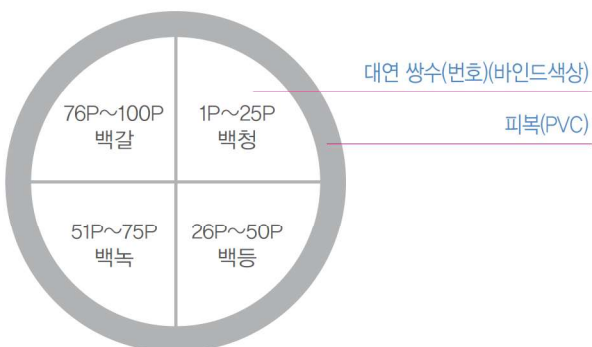 대연 쌍수(번호)(바인드색상)
76P~100P
백갈
1P~25P
백청
피복(PVC)
51P~75P
백녹
26P~50P
백등